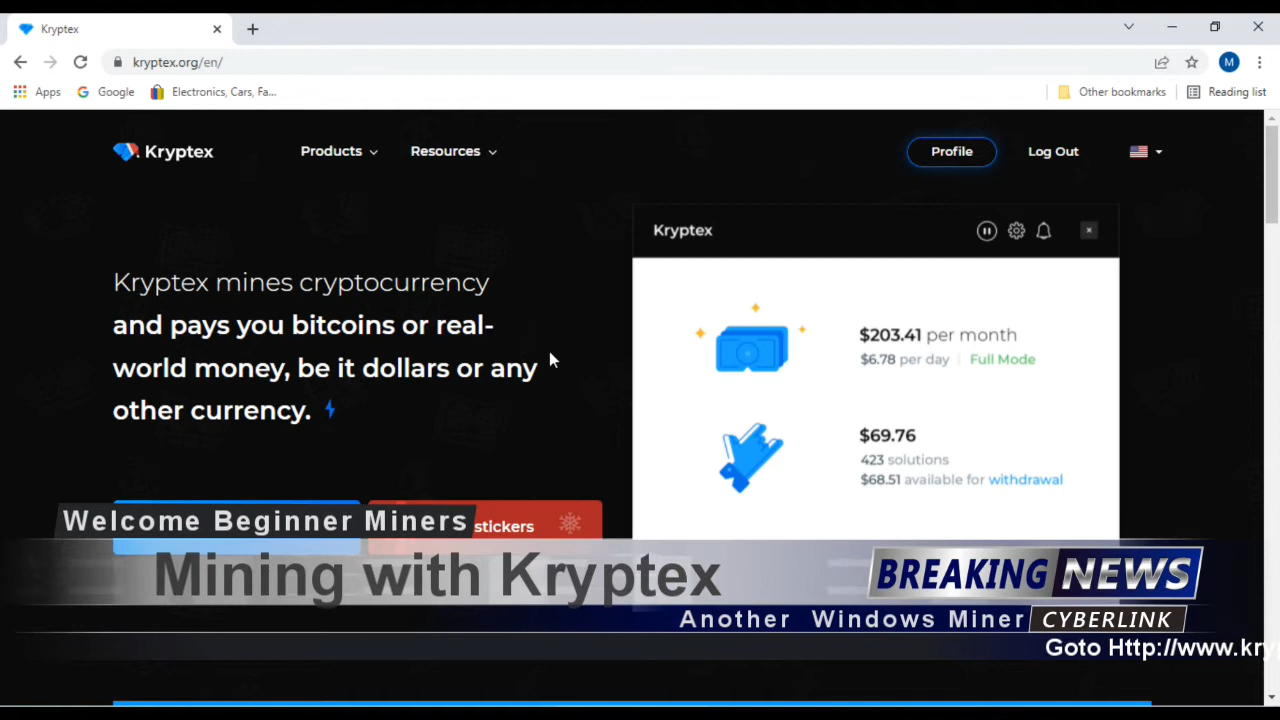 Kryptex
kryptex.org/en/
M
Apps
Google
Electronics, Cars, Fa...
Other bookmarks
Reading list
Kryptex
Products
Resources
Profile
Log Out
Kryptex mines cryptocurrency
and pays you bitcoins or real-
world money, be it dollars or any
other currency.
Kryptex
$203.41 per month
$6.78 per day
Full Mode
$69.76
423 solutions
$68.51 available for withdrawal
stickers
Welcome Beginner Miners
Mining with Kryptex
BREAKING NEWS
Another Windows Miner
CYBERLINK
Goto Http://www.kry